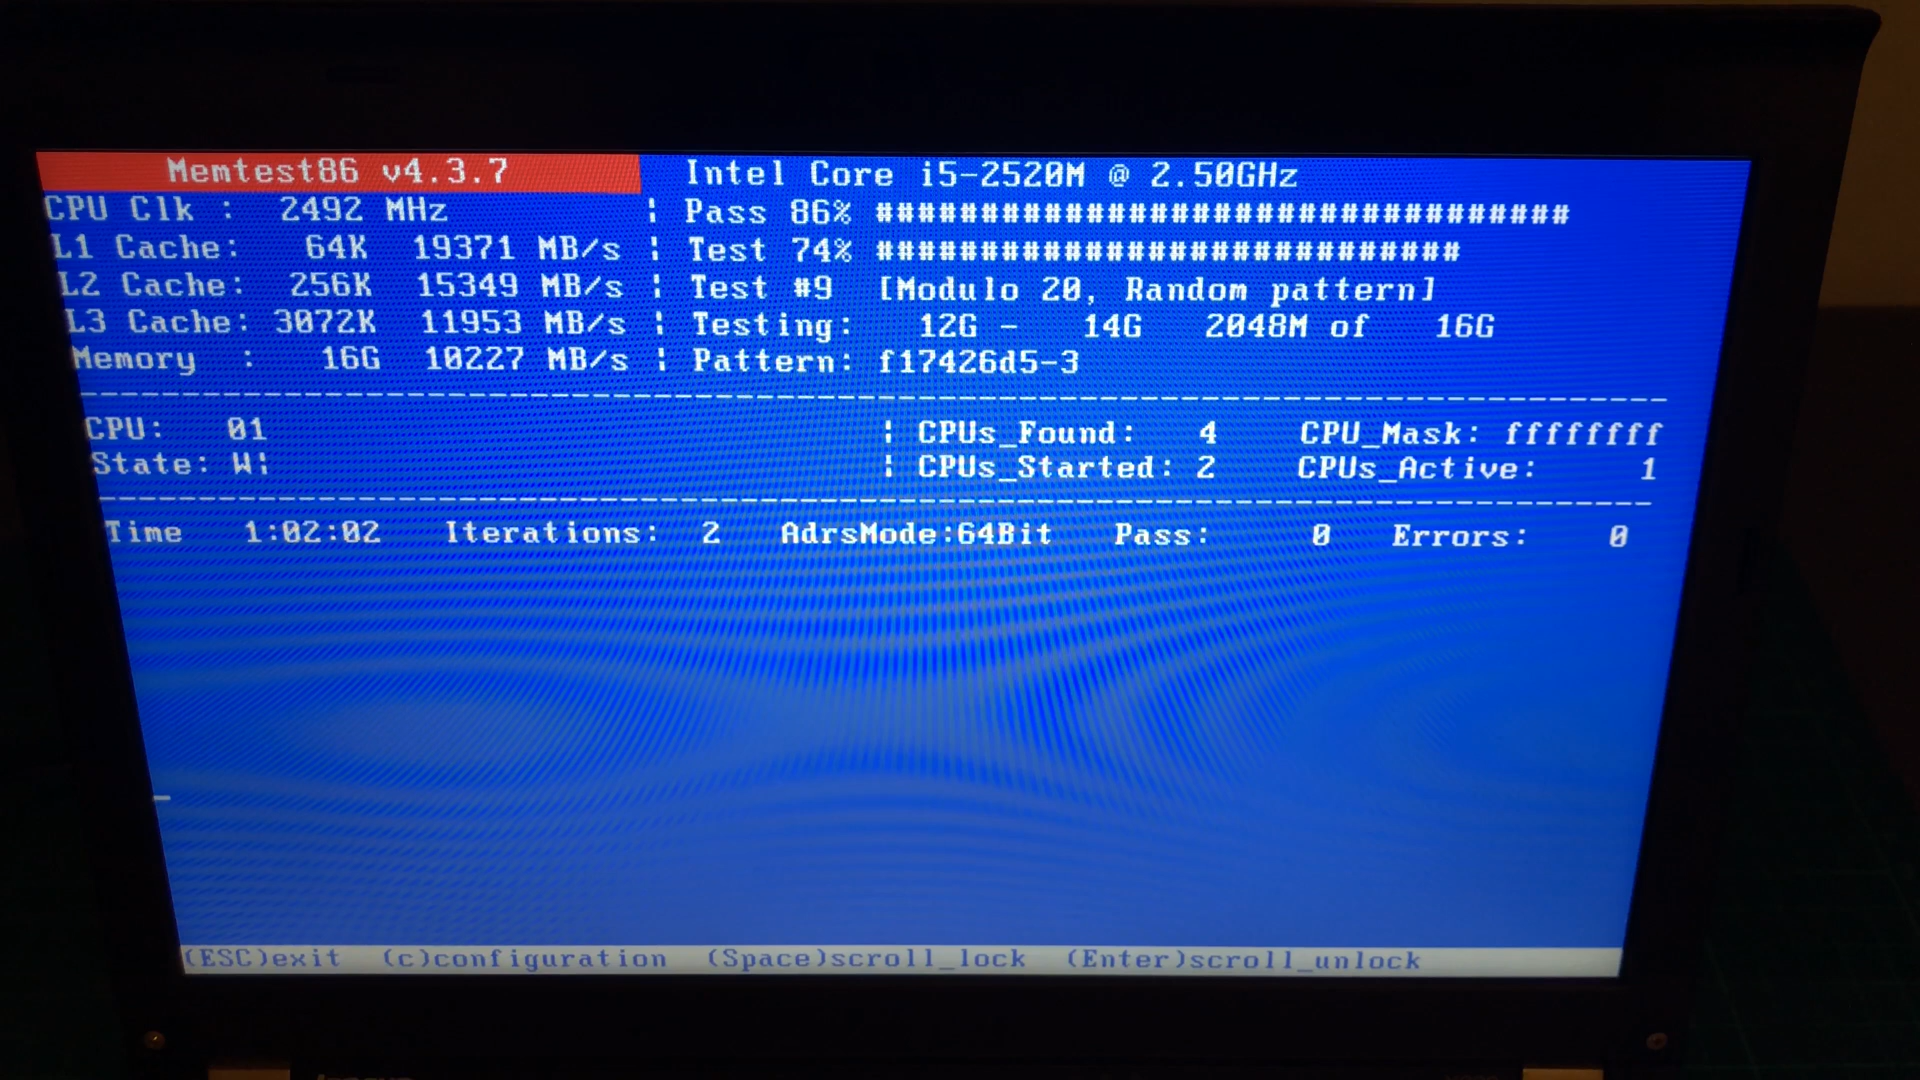 Memtest86 v4.3.7 Intel Core i5-2520M @ 2.50GHz
CPU Clk : 2492 MHz ¦ Pass 86% #################################
L1 Cache: 64K 19371 MB/s ¦ Test 74% ############################
L2 Cache: 256K 15349 MB/s ¦ Test #9 [Modulo 20, Random pattern]
L3 Cache: 3072K 11953 MB/s ¦ Testing: 12G - 14G 2048M of 16G
Memory : 16G 10227 MB/s ¦ Pattern: f17426d5-3
CPU: 01 ¦ CPUs_Found: 4 CPU_Mask: ffffffff
State: W¦ ¦ CPUs_Started: 2 CPUs_Active: 1
Time 1:02:02 Iterations: 2 AdrsMode:64Bit Pass: 0 Errors: 0
(ESC)exit (c)configuration (Space)scroll_lock (Enter)scroll_unlock